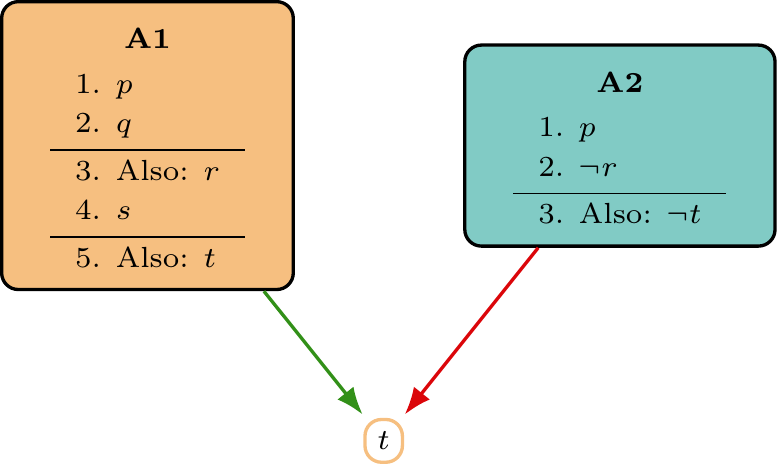 A1
1. p
2. q
3. Also: r
4. s
5. Also: t
A2
1. p
2. ¬r
3. Also: ¬t
t